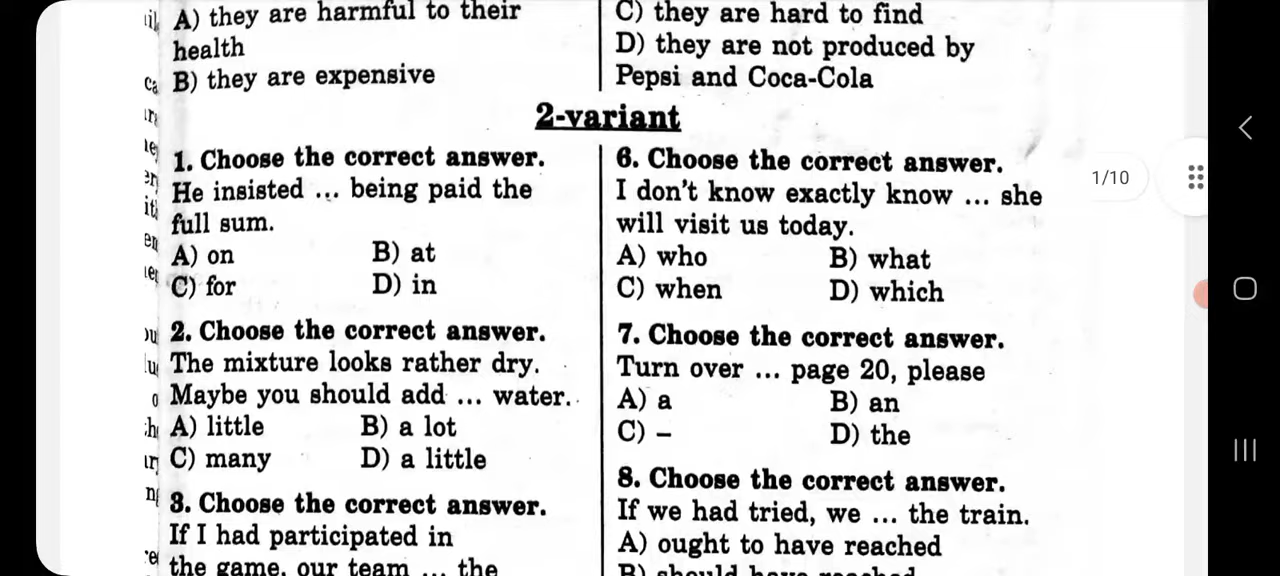 A) they are harmful to their
health
B) they are expensive
C) they are hard to find
D) they are not produced by
Pepsi and Coca-Cola
2-variant
1. Choose the correct answer.
He insisted ... being paid the
full sum.
A) on B) at
C) for D) in
2. Choose the correct answer.
The mixture looks rather dry.
Maybe you should add ... water.
A) little B) a lot
C) many D) a little
3. Choose the correct answer.
If I had participated in
the game, our team ... the
6. Choose the correct answer.
I don't know exactly know ... she
will visit us today.
A) who B) what
C) when D) which
7. Choose the correct answer.
Turn over ... page 20, please
A) a B) an
C) – D) the
8. Choose the correct answer.
If we had tried, we ... the train.
A) ought to have reached
B) should have reached
1/10